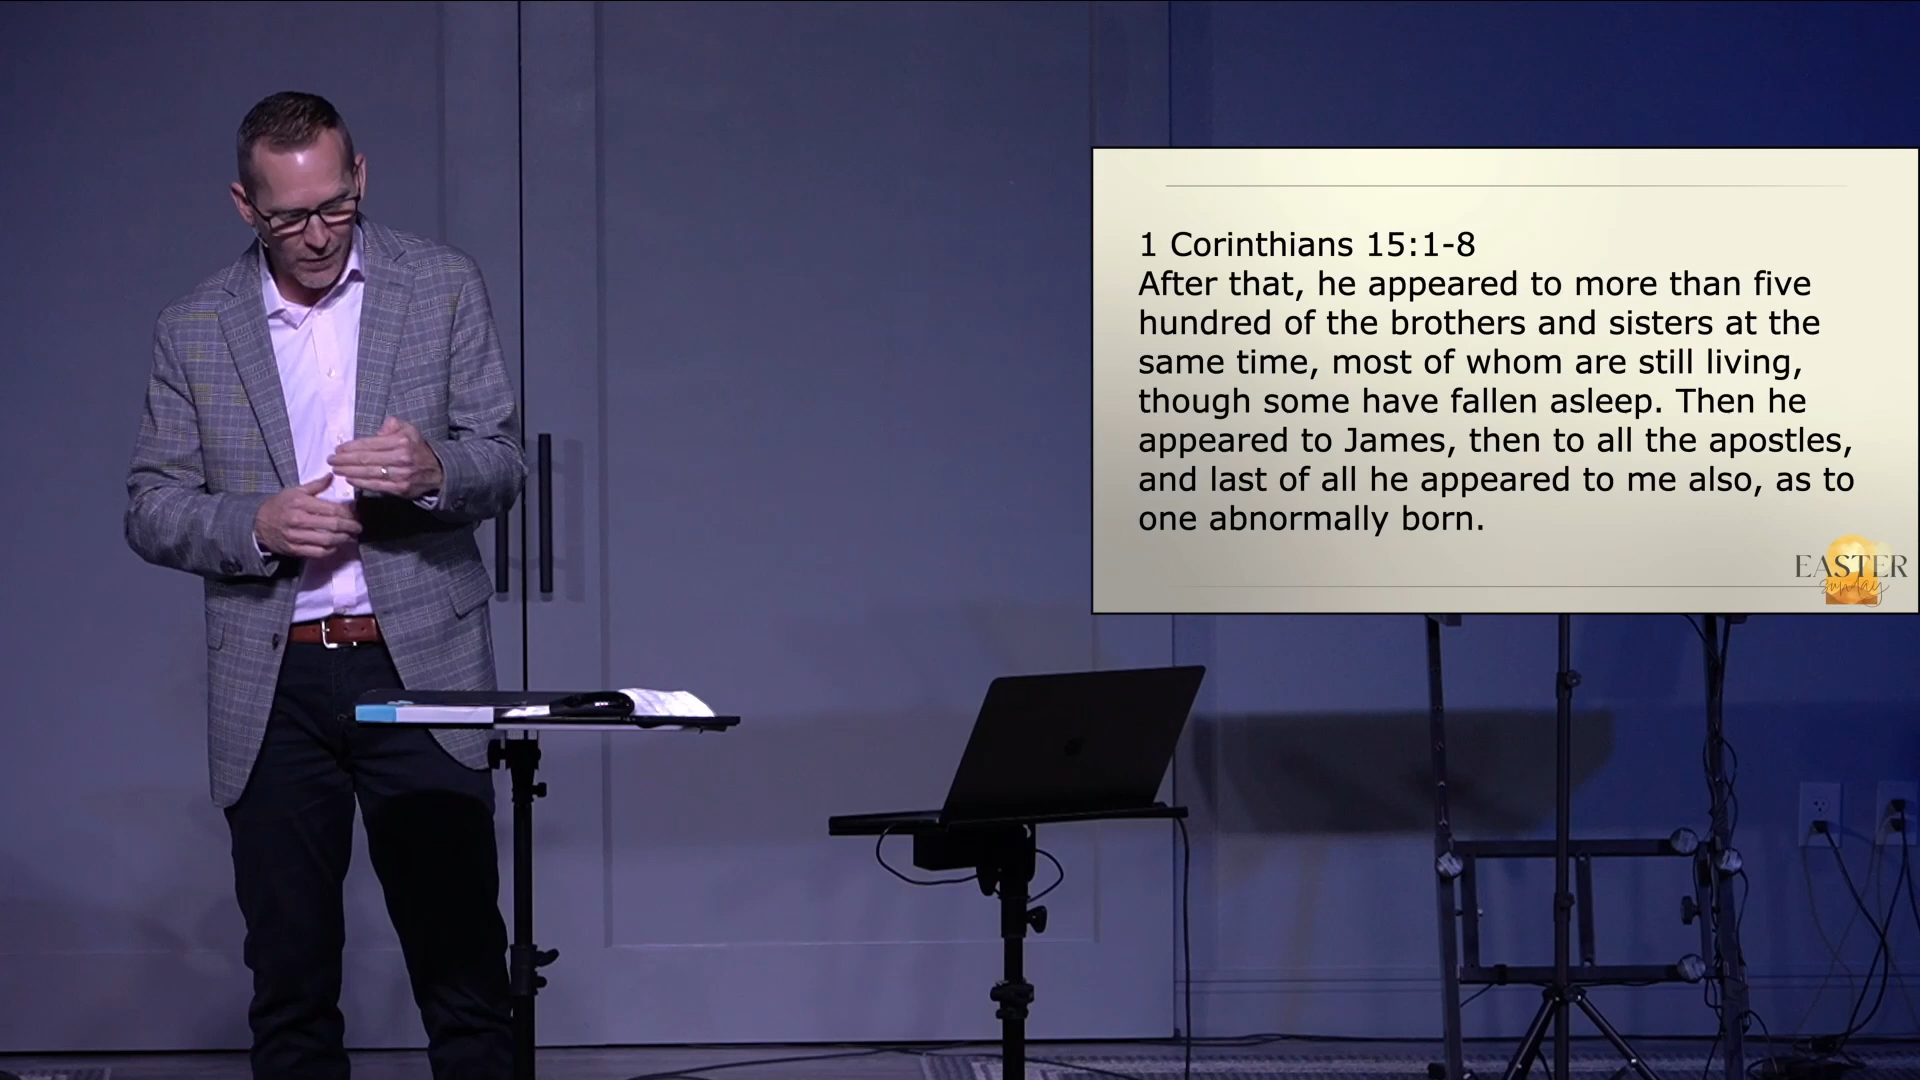 1 Corinthians 15:1-8
After that, he appeared to more than five
hundred of the brothers and sisters at the
same time, most of whom are still living,
though some have fallen asleep. Then he
appeared to James, then to all the apostles,
and last of all he appeared to me also, as to
one abnormally born.
EASTER
sunday